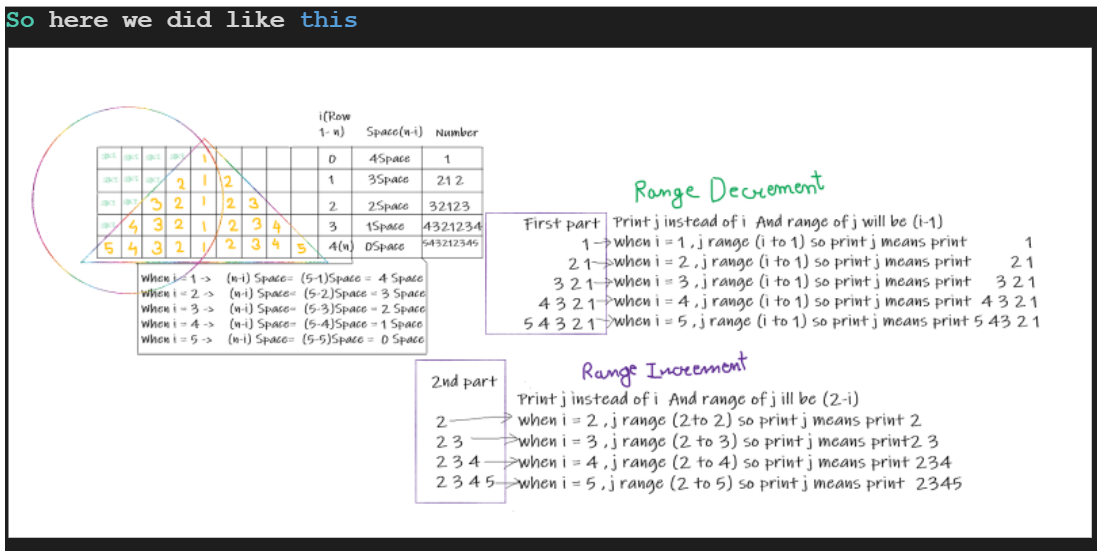 So here we did like this
i(Row
1- n) Space(n-i) Number
1 0 4Space 1
2 1 2 1 3Space 21 2
3 2 1 2 3 2 2Space 32123
4 3 2 1 2 3 4 3 1Space 4321234
5 4 3 2 1 2 3 4 5 4(n) 0Space 543212345
When i = 1 -> (n-i) Space= (5-1)Space = 4 Space
When i = 2 -> (n-i) Space= (5-2)Space = 3 Space
When i = 3 -> (n-i) Space= (5-3)Space = 2 Space
When i = 4 -> (n-i) Space= (5-4)Space = 1 Space
When i = 5 -> (n-i) Space= (5-5)Space = 0 Space
Range Decrement
First part Print j instead of i And range of j will be (i-1)
1 when i = 1 , j range (i to 1) so print j means print 1
2 1 when i = 2 , j range (i to 1) so print j means print 2 1
3 2 1 when i = 3 , j range (i to 1) so print j means print 3 2 1
4 3 2 1 when i = 4 , j range (i to 1) so print j means print 4 3 2 1
5 4 3 2 1 when i = 5 , j range (i to 1) so print j means print 5 4 3 2 1
Range Increment
2nd part
Print j instead of i And range of j ill be (2-i)
2 when i = 2 , j range (2 to 2) so print j means print 2
2 3 when i = 3 , j range (2 to 3) so print j means print2 3
2 3 4 when i = 4 , j range (2 to 4) so print j means print 234
2 3 4 5 when i = 5 , j range (2 to 5) so print j means print 2345